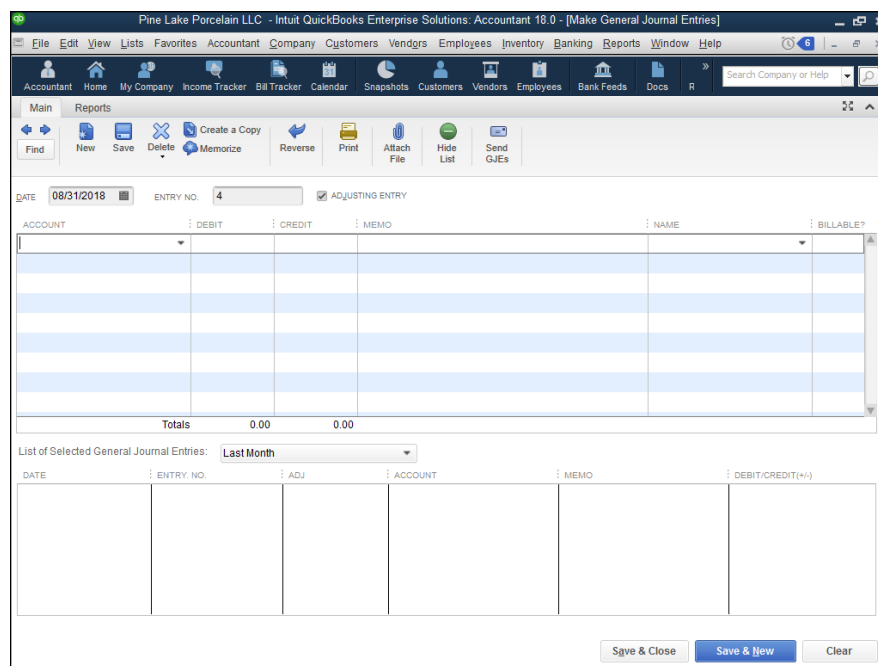 qb Pine Lake Porcelain LLC - Intuit QuickBooks Enterprise Solutions: Accountant 18.0 - [Make General Journal Entries]
File Edit View Lists Favorites Accountant Company Customers Vendors Employees Inventory Banking Reports Window Help 6
31
Accountant Home My Company Income Tracker Bill Tracker Calendar Snapshots Customers Vendors Employees Bank Feeds Docs R » Search Company or Help
Main Reports
Find New Save Delete Create a Copy Memorize Reverse Print Attach File Hide List Send GJEs
DATE 08/31/2018 ENTRY NO. 4 ADJUSTING ENTRY
ACCOUNT DEBIT CREDIT MEMO NAME BILLABLE?
Totals 0.00 0.00
List of Selected General Journal Entries: Last Month
DATE ENTRY. NO. ADJ ACCOUNT MEMO DEBIT/CREDIT(+/-)
Save & Close Save & New Clear